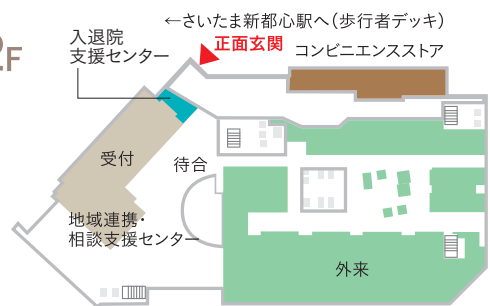 ←さいたま新都心駅へ（歩行者デッキ）
入退院
支援センター
正面玄関
コンビニエンスストア
2F
受付
待合
地域連携・
相談支援センター
外来